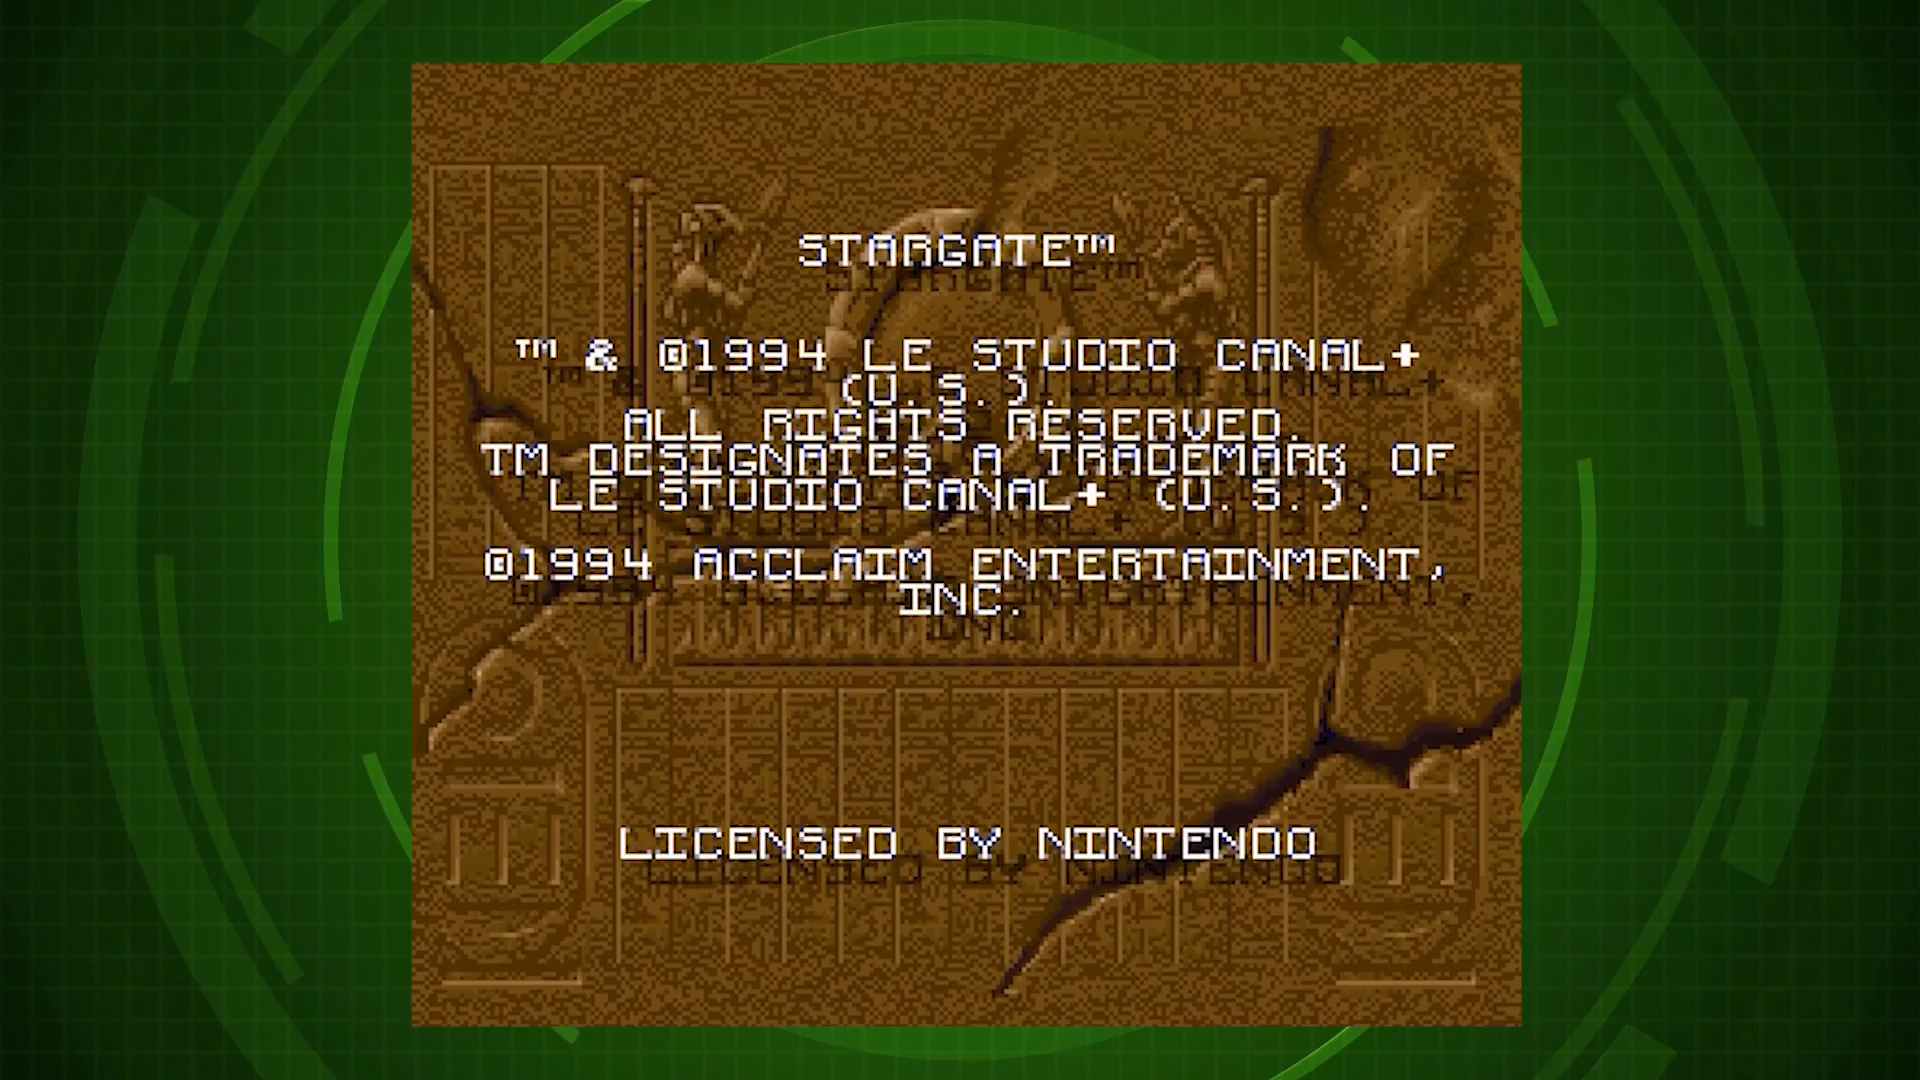 STARGATE™
™ & ©1994 LE STUDIO CANAL+
(U.S.).
ALL RIGHTS RESERVED.
TM DESIGNATES A TRADEMARK OF
LE STUDIO CANAL+ (U.S.).
©1994 ACCLAIM ENTERTAINMENT,
INC.
LICENSED BY NINTENDO